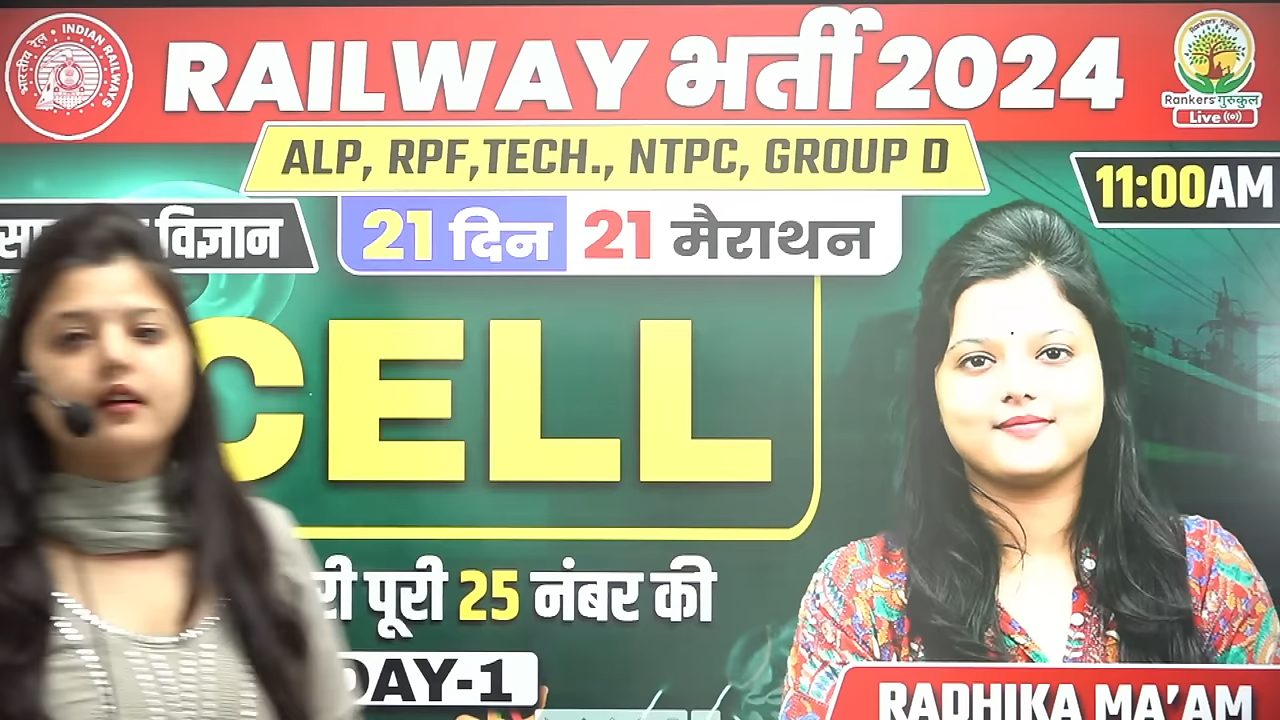 भारतीय रेल • INDIAN RAILWAYS
RAILWAY भर्ती 2024
Rankers' गुरुकुल
Rankers' गुरुकुल
Live
ALP, RPF,TECH., NTPC, GROUP D
11:00AM
विज्ञान
21 दिन 21 मैराथन
CELL
पूरी 25 नंबर की
DAY-1
RADHIKA MA'AM